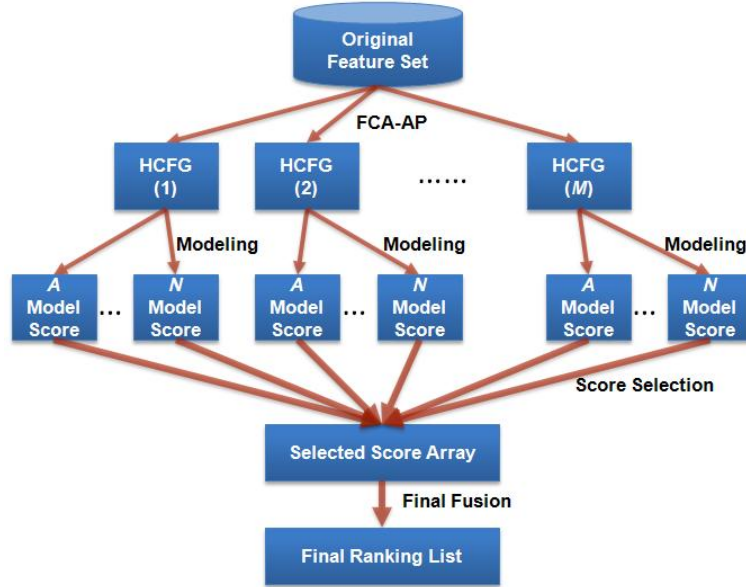 Original
Feature Set
FCA-AP
HCFG
(1)
HCFG
(2)
......
HCFG
(M)
Modeling
Modeling
Modeling
A
Model
Score
...
N
Model
Score
A
Model
Score
...
N
Model
Score
A
Model
Score
...
N
Model
Score
Score Selection
Selected Score Array
Final Fusion
Final Ranking List